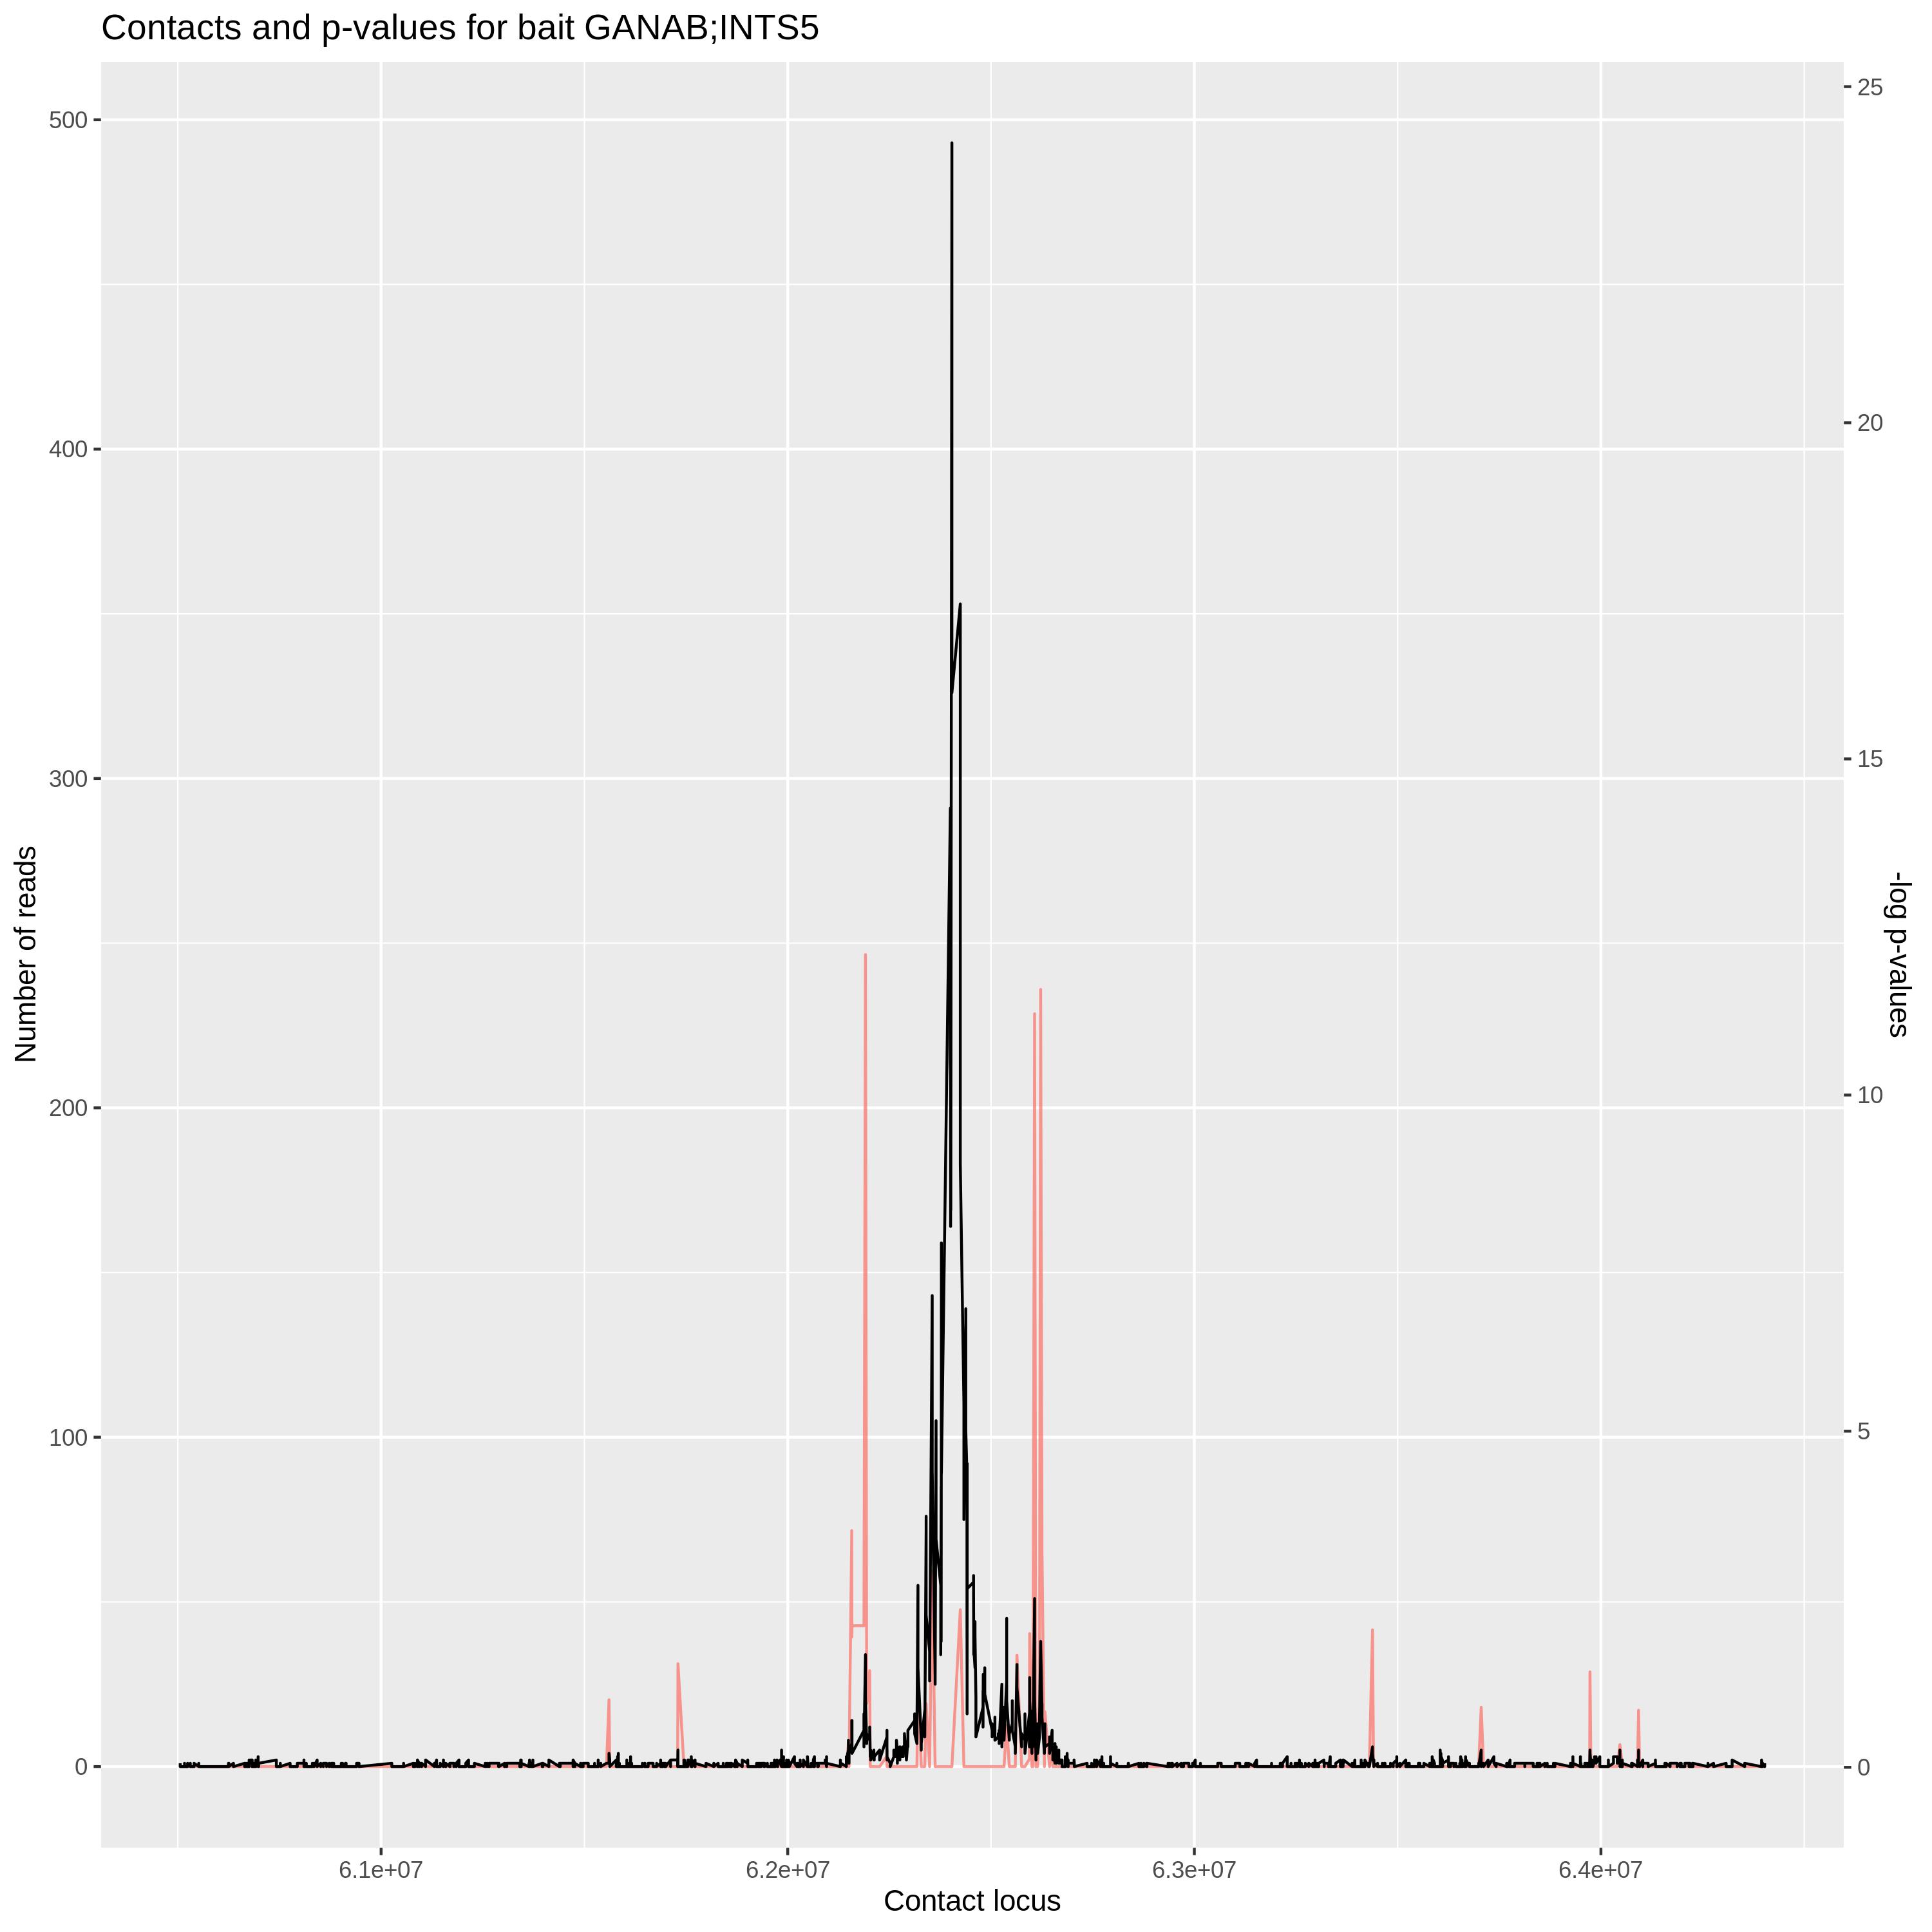 Contacts and p-values for bait GANAB;INTS5
500
400
300
200
100
0
Number of reads
25
20
15
10
5
0
-log p-values
6.1e+07
6.2e+07
6.3e+07
6.4e+07
Contact locus